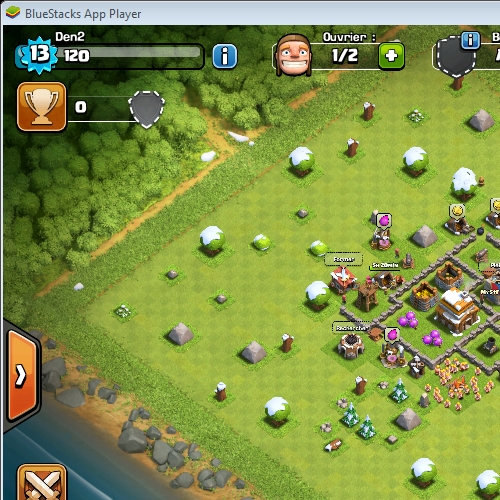 BlueStacks App Player
Den2
13
120
i
Ouvrier :
1/2
+
i
0